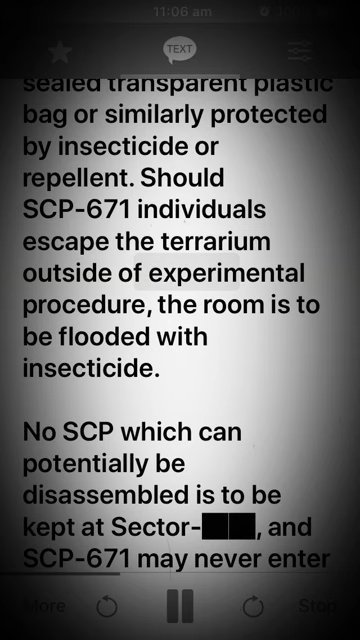 11:06 am
TEXT
sealed transparent plastic
bag or similarly protected
by insecticide or
repellent. Should
SCP-671 individuals
escape the terrarium
outside of experimental
procedure, the room is to
be flooded with
insecticide.
No SCP which can
potentially be
disassembled is to be
kept at Sector-██, and
SCP-671 may never enter
More
Stop